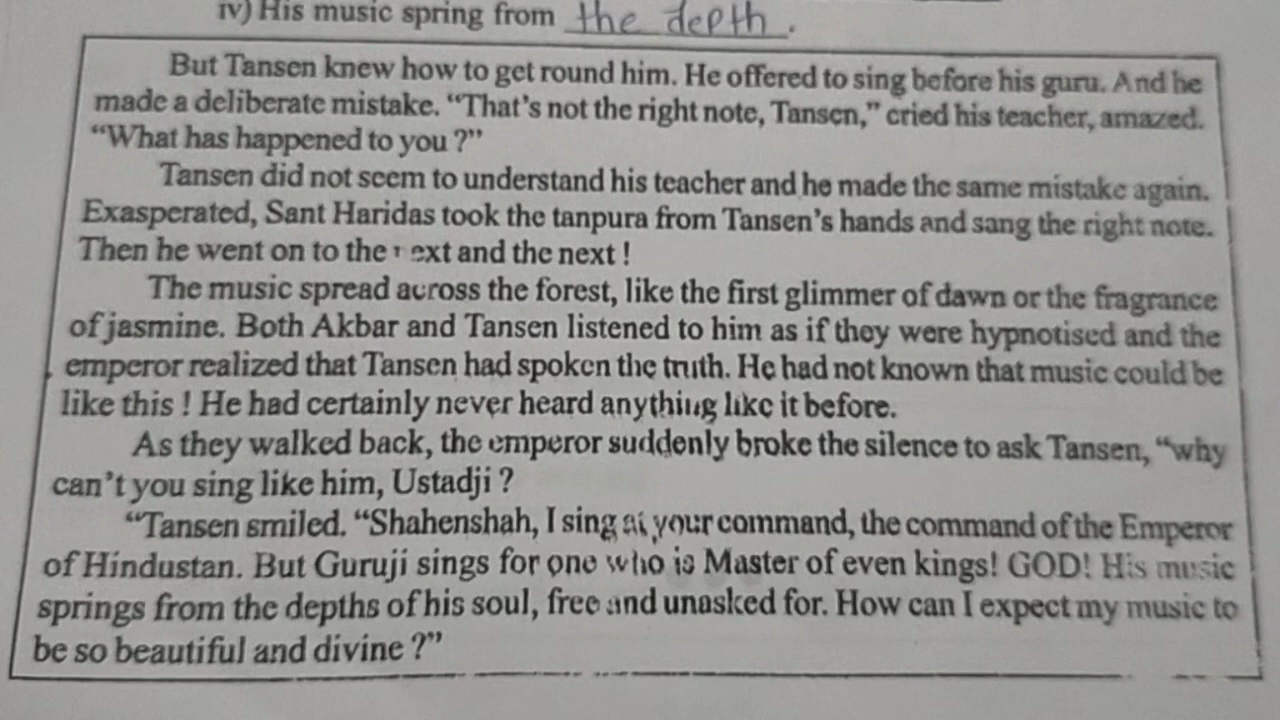 iv) His music spring from the depth.
But Tansen knew how to get round him. He offered to sing before his guru. And he
made a deliberate mistake. “That’s not the right note, Tansen,” cried his teacher, amazed.
“What has happened to you ?”
Tansen did not seem to understand his teacher and he made the same mistake again.
Exasperated, Sant Haridas took the tanpura from Tansen’s hands and sang the right note.
Then he went on to the next and the next !
The music spread across the forest, like the first glimmer of dawn or the fragrance
of jasmine. Both Akbar and Tansen listened to him as if they were hypnotised and the
emperor realized that Tansen had spoken the truth. He had not known that music could be
like this ! He had certainly never heard anything like it before.
As they walked back, the emperor suddenly broke the silence to ask Tansen, “why
can’t you sing like him, Ustadji ?
“Tansen smiled. “Shahenshah, I sing at your command, the command of the Emperor
of Hindustan. But Guruji sings for one who is Master of even kings! GOD! His music
springs from the depths of his soul, free and unasked for. How can I expect my music to
be so beautiful and divine ?”